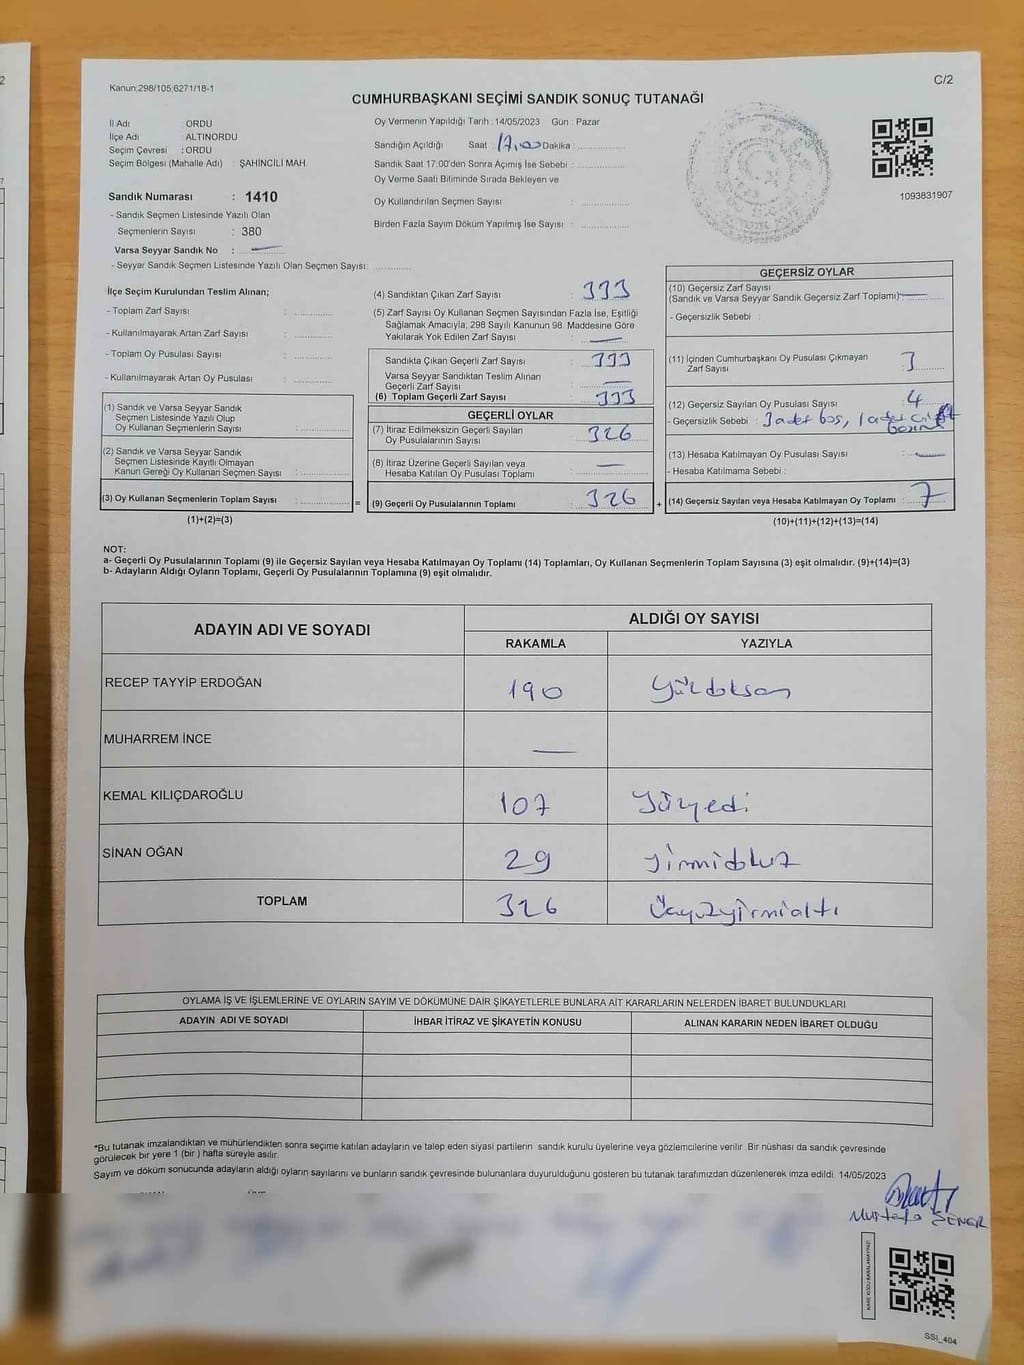 C/2
Kanun:298/105,6271/18-1
CUMHURBAŞKANI SEÇİMİ SANDIK SONUÇ TUTANAĞI
İl Adı : ORDU
İlçe Adı : ALTINORDU
Seçim Çevresi : ORDU
Seçim Bölgesi (Mahalle Adı) : ŞAHİNCİLİ MAH.
Sandık Numarası : 1410
- Sandık Seçmen Listesinde Yazılı Olan
Seçmenlerin Sayısı : 380
Varsa Seyyar Sandık No : —
- Seyyar Sandık Seçmen Listesinde Yazılı Olan Seçmen Sayısı: ............
Oy Vermenin Yapıldığı Tarih : 14/05/2023 Gün : Pazar
Sandığın Açıldığı Saat : 17,00 Dakika : ............
Sandık Saat 17:00'den Sonra Açımış İse Sebebi : ............
Oy Verme Saati Bitiminde Sırada Bekleyen ve
Oy Kullandırılan Seçmen Sayısı : ............
Birden Fazla Sayım Döküm Yapılmış İse Sayısı : ............
1093831907
İlçe Seçim Kurulundan Teslim Alınan;
- Toplam Zarf Sayısı : ............
- Kullanılmayarak Artan Zarf Sayısı : ............
- Toplam Oy Pusulası Sayısı : ............
- Kullanılmayarak Artan Oy Pusulası : ............
(1) Sandık ve Varsa Seyyar Sandık
Seçmen Listesinde Yazılı Olup
Oy Kullanan Seçmenlerin Sayısı : ............
(2) Sandık ve Varsa Seyyar Sandık
Seçmen Listesinde Kayıtlı Olmayan
Kanun Gereği Oy Kullanan Seçmen Sayısı : ............
(3) Oy Kullanan Seçmenlerin Toplam Sayısı : ............ =
(1)+(2)=(3)
(4) Sandıktan Çıkan Zarf Sayısı : 333
(5) Zarf Sayısı Oy Kullanan Seçmen Sayısından Fazla İse, Eşitliği
Sağlamak Amacıyla, 298 Sayılı Kanunun 98. Maddesine Göre
Yakılarak Yok Edilen Zarf Sayısı : —
Sandıkta Çıkan Geçerli Zarf Sayısı : 333
Varsa Seyyar Sandıktan Teslim Alınan
Geçerli Zarf Sayısı : —
(6) Toplam Geçerli Zarf Sayısı : 333
GEÇERLİ OYLAR
(7) İtiraz Edilmeksizin Geçerli Sayılan
Oy Pusulalarının Sayısı : 326
(8) İtiraz Üzerine Geçerli Sayılan veya
Hesaba Katılan Oy Pusulası Toplamı : —
(9) Geçerli Oy Pusulalarının Toplamı : 326 +
GEÇERSİZ OYLAR
(10) Geçersiz Zarf Sayısı
(Sandık ve Varsa Seyyar Sandık Geçersiz Zarf Toplamı): —
- Geçersizlik Sebebi :
(11) İçinden Cumhurbaşkanı Oy Pusulası Çıkmayan
Zarf Sayısı : 3
(12) Geçersiz Sayılan Oy Pusulası Sayısı : 4
- Geçersizlik Sebebi : 3 adet boş, 1 adet çift
(13) Hesaba Katılmayan Oy Pusulası Sayısı : —
- Hesaba Katılmama Sebebi :
(14) Geçersiz Sayılan veya Hesaba Katılmayan Oy Toplamı : 7
(10)+(11)+(12)+(13)=(14)
NOT:
a- Geçerli Oy Pusulalarının Toplamı (9) ile Geçersiz Sayılan veya Hesaba Katılmayan Oy Toplamı (14) Toplamları, Oy Kullanan Seçmenlerin Toplam Sayısına (3) eşit olmalıdır. (9)+(14)=(3)
b- Adayların Aldığı Oyların Toplamı, Geçerli Oy Pusulalarının Toplamına (9) eşit olmalıdır.
ADAYIN ADI VE SOYADI ALDIĞI OY SAYISI
RAKAMLA YAZIYLA
RECEP TAYYİP ERDOĞAN 190 Yüzdoksan
MUHARREM İNCE —
KEMAL KILIÇDAROĞLU 107 Yüzyedi
SİNAN OĞAN 29 Yirmidokuz
TOPLAM 326 Üçyüzyirmialtı
OYLAMA İŞ VE İŞLEMLERİNE VE OYLARIN SAYIM VE DÖKÜMÜNE DAİR ŞİKAYETLERLE BUNLARA AİT KARARLARIN NELERDEN İBARET BULUNDUKLARI
ADAYIN ADI VE SOYADI İHBAR İTİRAZ VE ŞİKAYETİN KONUSU ALINAN KARARIN NEDEN İBARET OLDUĞU
*Bu tutanak imzalandıktan ve mühürlendikten sonra seçime katılan adayların ve talep eden siyasi partilerin sandık kurulu üyelerine veya gözlemcilerine verilir. Bir nüshası da sandık çevresinde
görülecek bir yere 1 (bir ) hafta süreyle asılır.
Sayım ve döküm sonucunda adayların aldığı oyların sayılarını ve bunların sandık çevresinde bulunanlara duyurulduğunu gösteren bu tutanak tarafımızdan düzenlenerek imza edildi. 14/05/2023
Mustafa ŞENER
KARE KODU KARALAMAYINIZ!
SSI_404